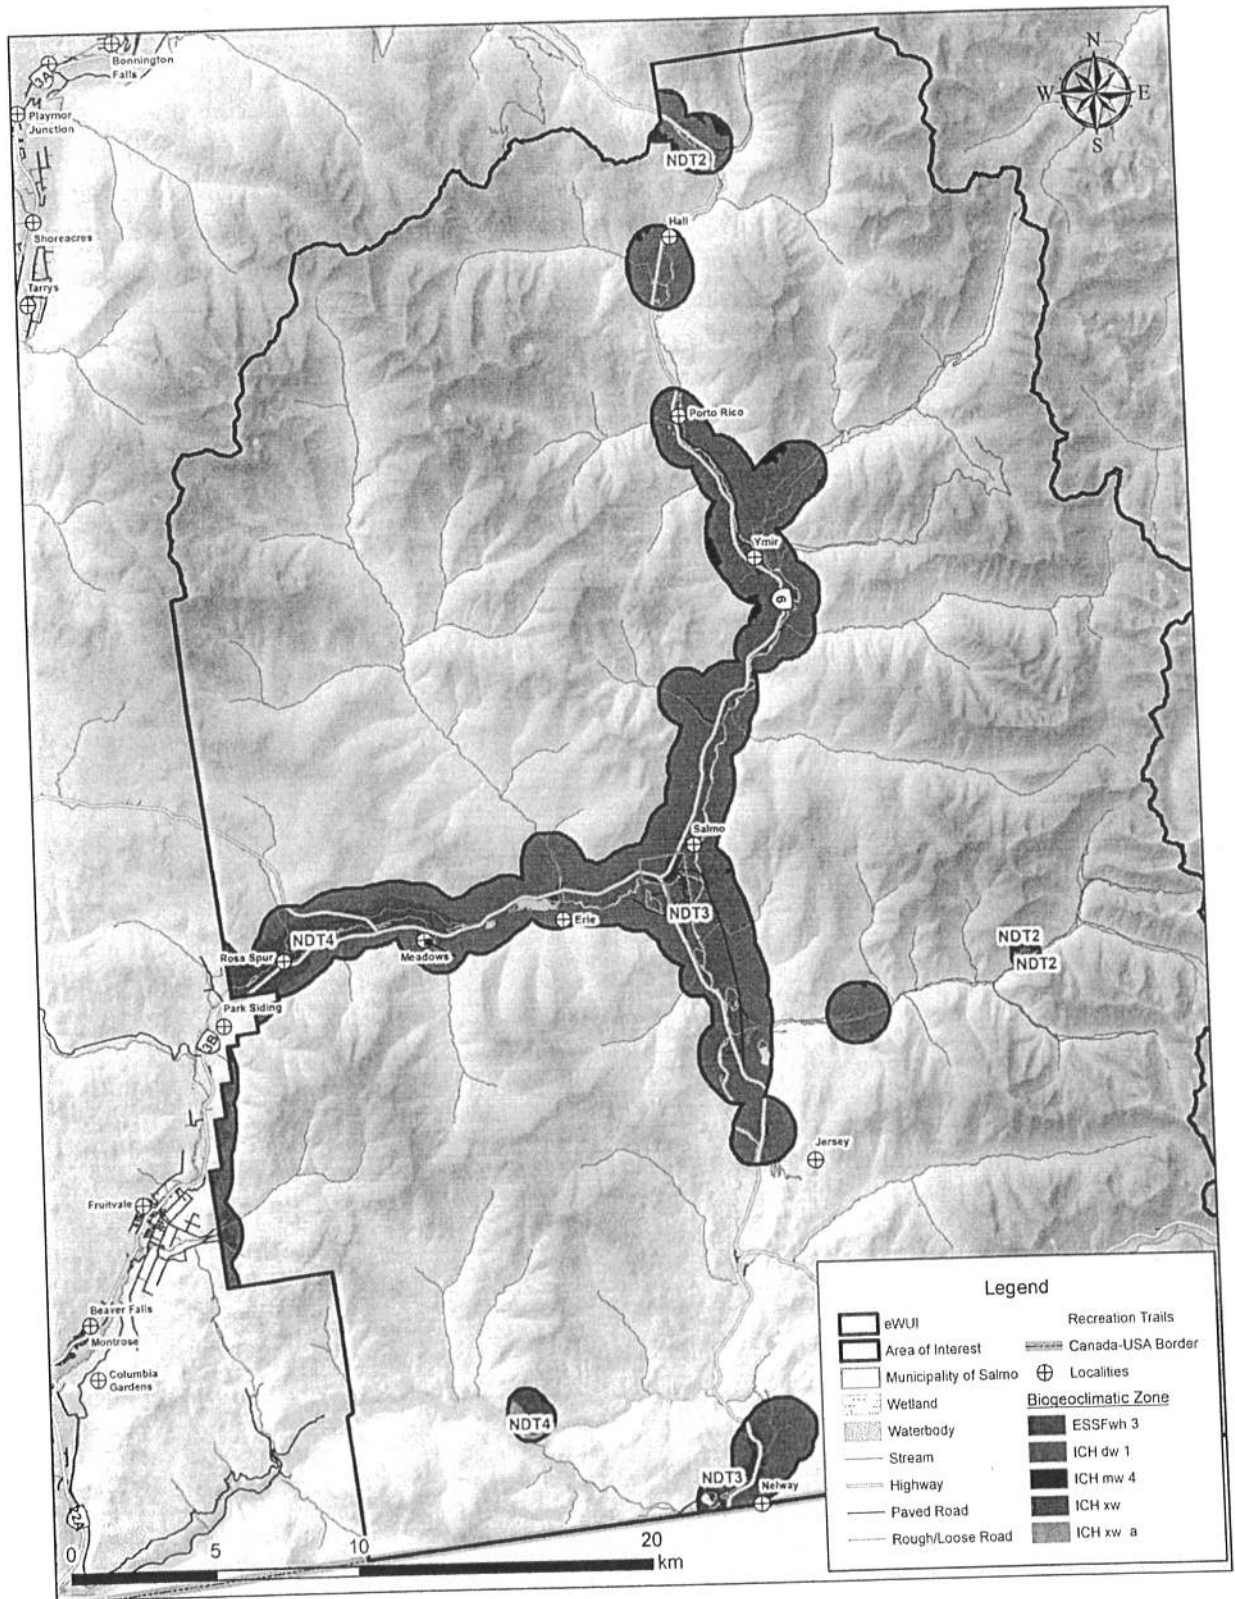 N
W
E
S
Bonnington
Falls
3A
Playmor
Junction
Shoreacres
Tarrys
NDT2
Hall
Porto Rico
Ymir
6
Salmo
NDT3
Erie
NDT4
Meadows
Ross Spur
Park Siding
3B
NDT2
NDT2
Jersey
Fruitvale
Beaver Falls
Montrose
Columbia
Gardens
NDT4
NDT3
Nelway
22A
0
5
10
20
km
Legend
eWUI
Area of Interest
Municipality of Salmo
Wetland
Waterbody
Stream
Highway
Paved Road
Rough/Loose Road
Recreation Trails
Canada-USA Border
Localities
Biogeoclimatic Zone
ESSFwh 3
ICH dw 1
ICH mw 4
ICH xw
ICH xw a